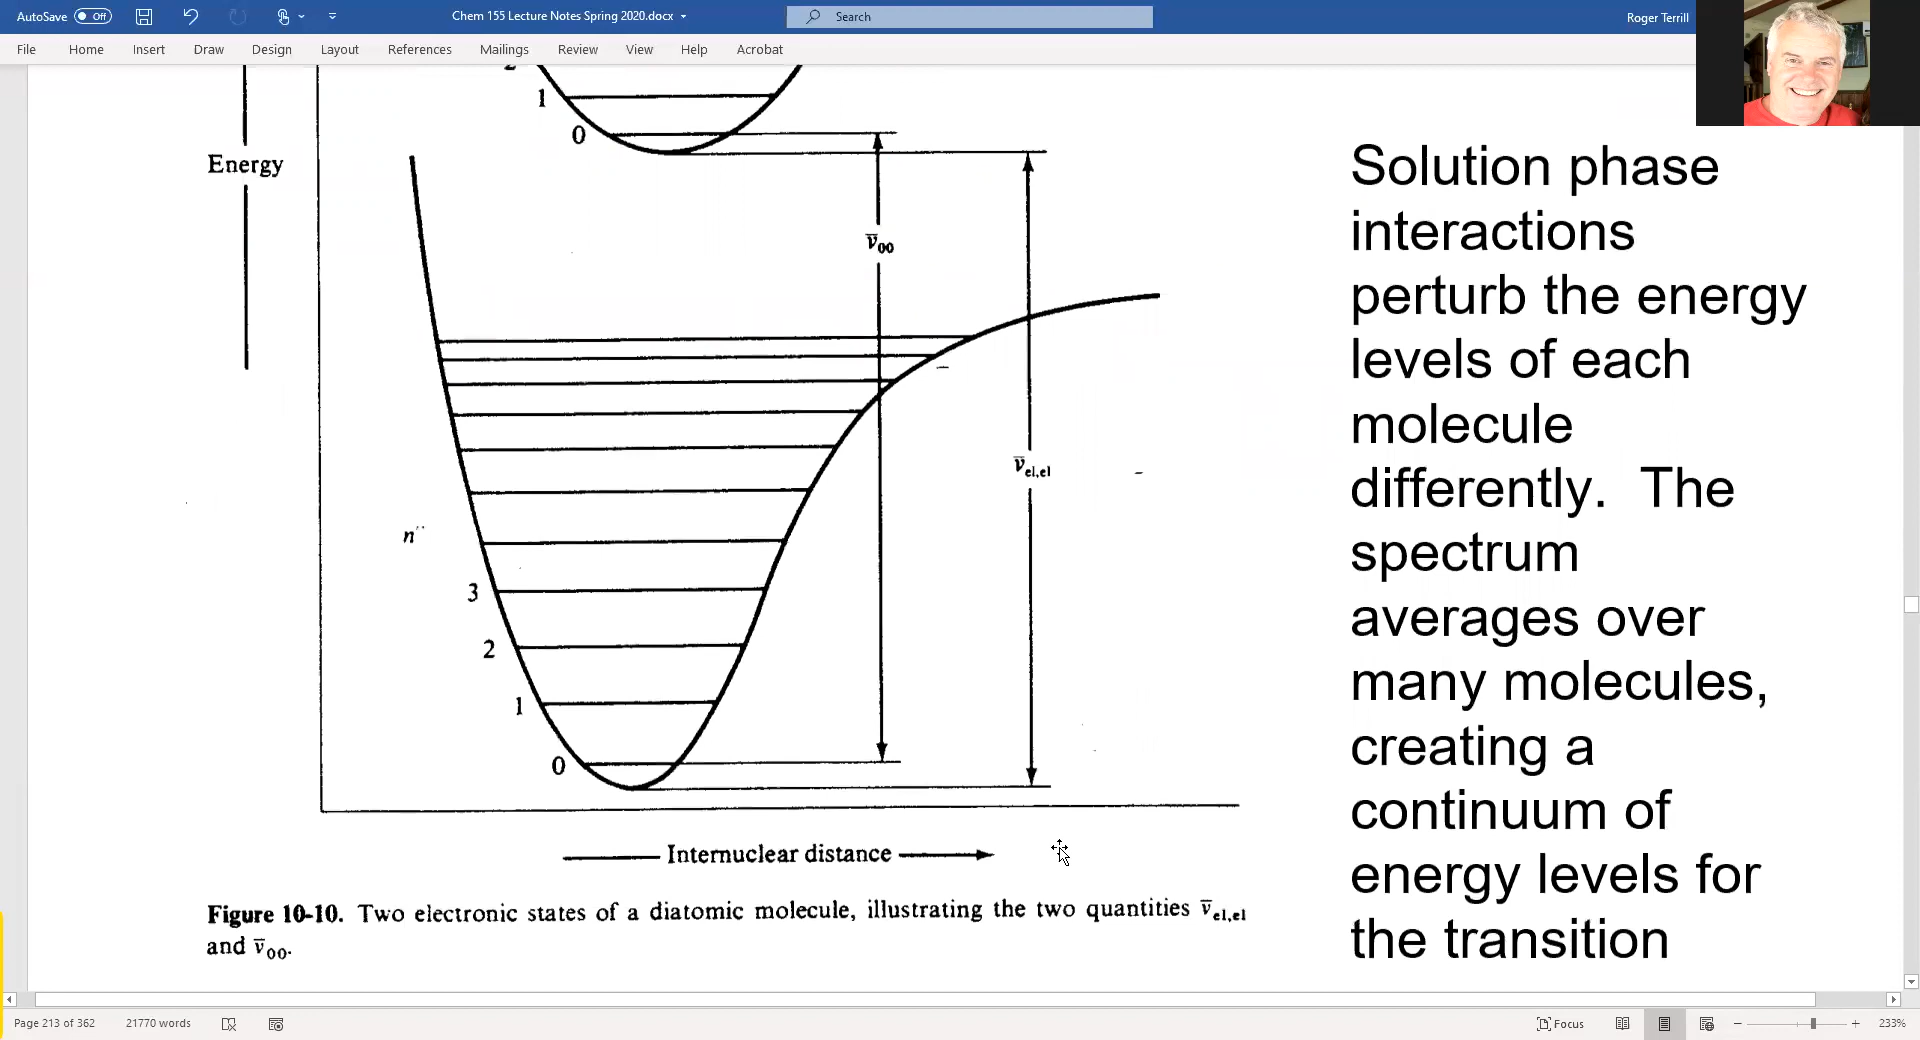 AutoSave Off Chem 155 Lecture Notes Spring 2020.docx Search Roger Terrill
File Home Insert Draw Design Layout References Mailings Review View Help Acrobat
2
1
0
Energy
ν̅₀₀
ν̅el,el
n''
3
2
1
0
Internuclear distance
Figure 10-10. Two electronic states of a diatomic molecule, illustrating the two quantities ν̅el,el
and ν̅₀₀.
Solution phase
interactions
perturb the energy
levels of each
molecule
differently. The
spectrum
averages over
many molecules,
creating a
continuum of
energy levels for
the transition
Page 213 of 362 21770 words Focus 233%